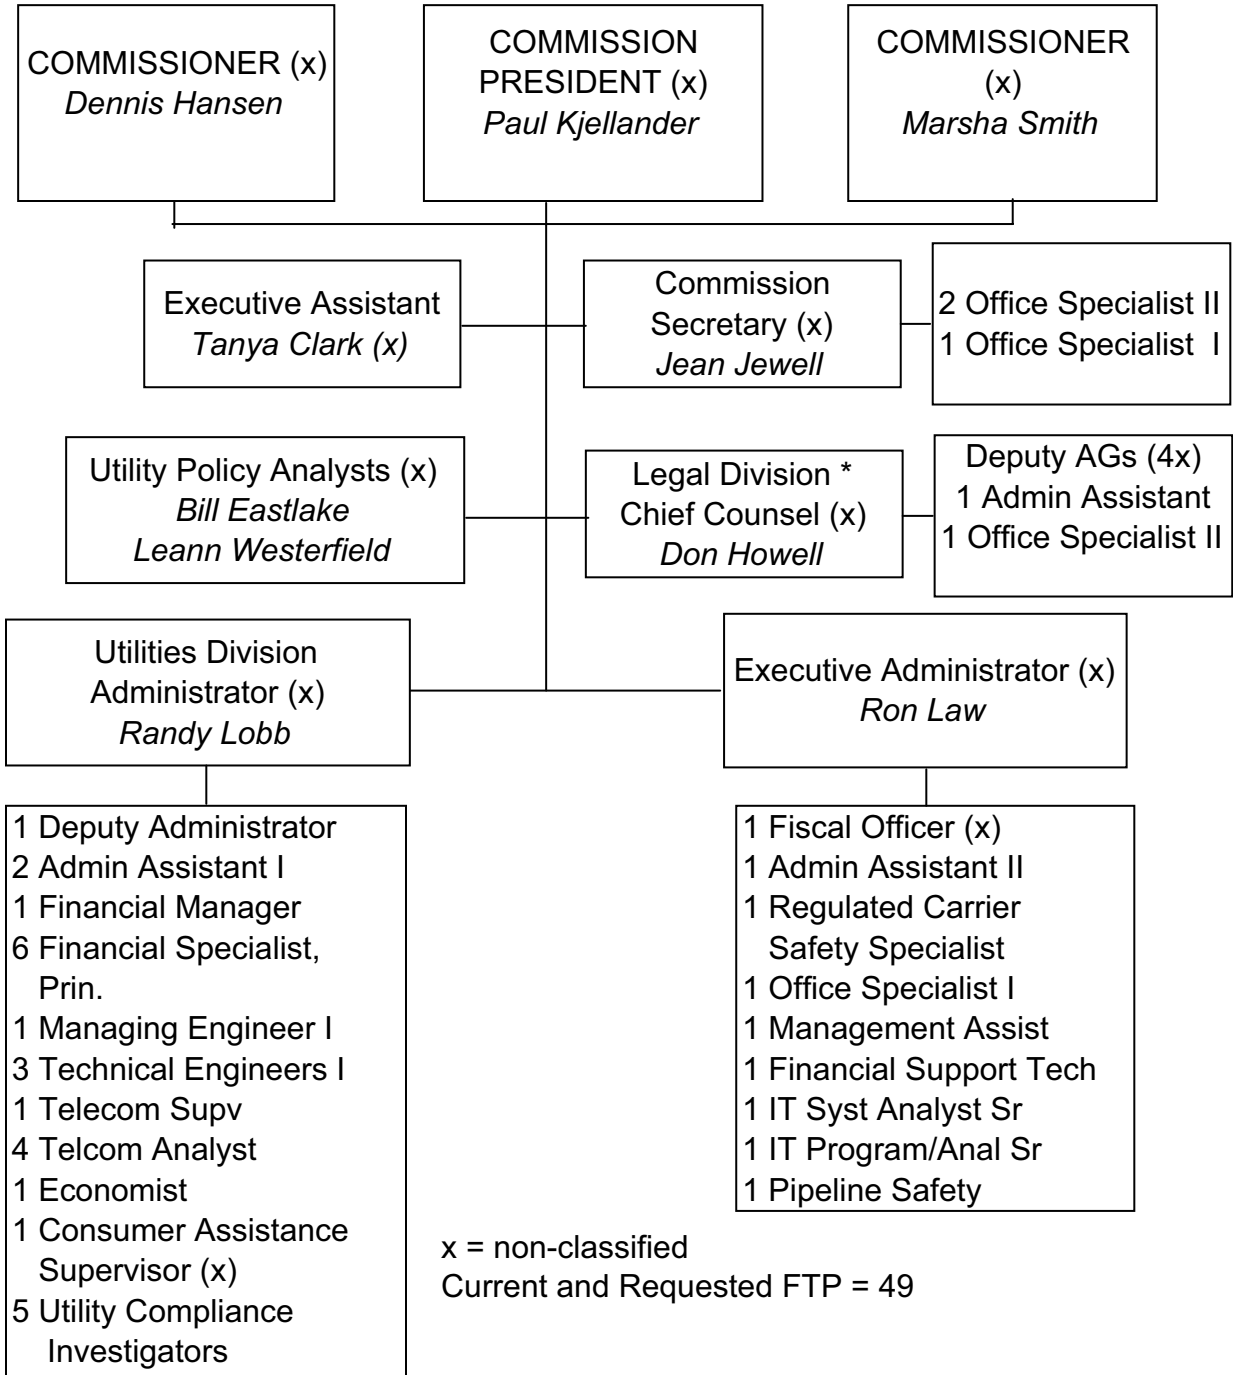 COMMISSIONER (x)
Dennis Hansen
COMMISSION
PRESIDENT (x)
Paul Kjellander
COMMISSIONER
(x)
Marsha Smith
Executive Assistant
Tanya Clark (x)
Commission
Secretary (x)
Jean Jewell
2 Office Specialist II
1 Office Specialist I
Utility Policy Analysts (x)
Bill Eastlake
Leann Westerfield
Legal Division *
Chief Counsel (x)
Don Howell
Deputy AGs (4x)
1 Admin Assistant
1 Office Specialist II
Utilities Division
Administrator (x)
Randy Lobb
Executive Administrator (x)
Ron Law
1 Deputy Administrator
2 Admin Assistant I
1 Financial Manager
6 Financial Specialist,
Prin.
1 Managing Engineer I
3 Technical Engineers I
1 Telecom Supv
4 Telcom Analyst
1 Economist
1 Consumer Assistance
Supervisor (x)
5 Utility Compliance
Investigators
1 Fiscal Officer (x)
1 Admin Assistant II
1 Regulated Carrier
Safety Specialist
1 Office Specialist I
1 Management Assist
1 Financial Support Tech
1 IT Syst Analyst Sr
1 IT Program/Anal Sr
1 Pipeline Safety
x = non-classified
Current and Requested FTP = 49